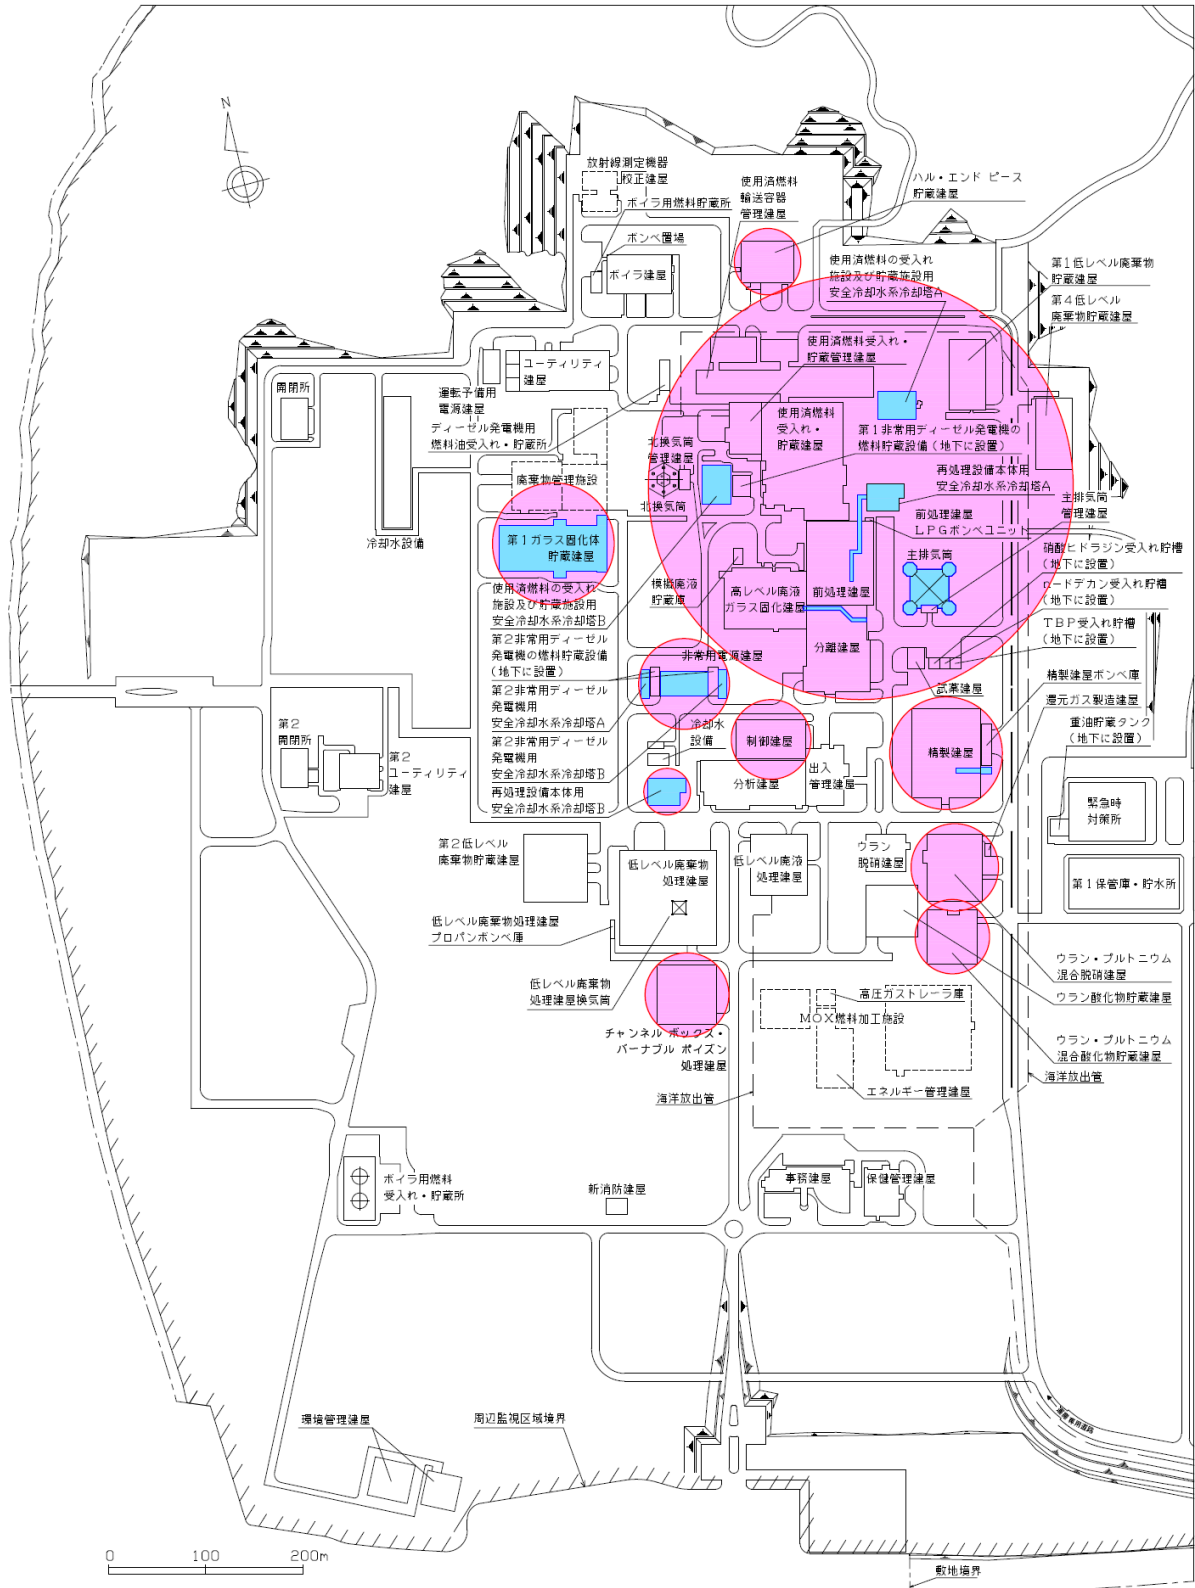 N
放射線測定機器
校正建屋
ボイラ用燃料貯蔵所
ボンベ置場
ボイラ建屋
使用済燃料
輸送容器
管理建屋
ハル・エンド ピース
貯蔵建屋
使用済燃料の受入れ
施設及び貯蔵施設用
安全冷却水系冷却塔A
第1低レベル廃棄物
貯蔵建屋
第4低レベル
廃棄物貯蔵建屋
使用済燃料受入れ・
貯蔵管理建屋
ユーティリティ
建屋
開閉所
運転予備用
電源建屋
ディーゼル発電機用
燃料油受入れ・貯蔵所
使用済燃料
受入れ・
貯蔵建屋
第1非常用ディーゼル発電機の
燃料貯蔵設備(地下に設置)
北換気筒
管理建屋
再処理設備本体用
安全冷却水系冷却塔A
廃棄物管理施設
北換気筒
主排気筒
管理建屋
前処理建屋
LPGボンベユニット
冷却水設備
第1ガラス固化体
貯蔵建屋
主排気筒
硝酸ヒドラジン受入れ貯槽
(地下に設置)
n-ドデカン受入れ貯槽
(地下に設置)
TBP受入れ貯槽
(地下に設置)
模擬廃液
貯蔵庫
高レベル廃液
ガラス固化建屋
前処理建屋
使用済燃料の受入れ
施設及び貯蔵施設用
安全冷却水系冷却塔B
第2非常用ディーゼル
発電機の燃料貯蔵設備
(地下に設置)
分離建屋
非常用電源建屋
試薬建屋
精製建屋ボンベ庫
還元ガス製造建屋
重油貯蔵タンク
(地下に設置)
第2非常用ディーゼル
発電機用
安全冷却水系冷却塔A
第2非常用ディーゼル
発電機用
安全冷却水系冷却塔B
再処理設備本体用
安全冷却水系冷却塔B
第2
開閉所
第2
ユーティリティ
建屋
冷却水
設備
制御建屋
精製建屋
分析建屋
出入
管理建屋
緊急時
対策所
第2低レベル
廃棄物貯蔵建屋
低レベル廃棄物
処理建屋
低レベル廃液
処理建屋
ウラン
脱硝建屋
第1保管庫・貯水所
低レベル廃棄物処理建屋
プロパンボンベ庫
低レベル廃棄物
処理建屋換気筒
ウラン・プルトニウム
混合脱硝建屋
ウラン酸化物貯蔵建屋
高圧ガストレーラ庫
MOX燃料加工施設
チャンネル ボックス・
バーナブル ポイズン
処理建屋
ウラン・プルトニウム
混合酸化物貯蔵建屋
海洋放出管
エネルギー管理建屋
海洋放出管
ボイラ用燃料
受入れ・貯蔵所
新消防建屋
事務建屋
保健管理建屋
環境管理建屋
周辺監視区域境界
0 100 200m
敷地境界